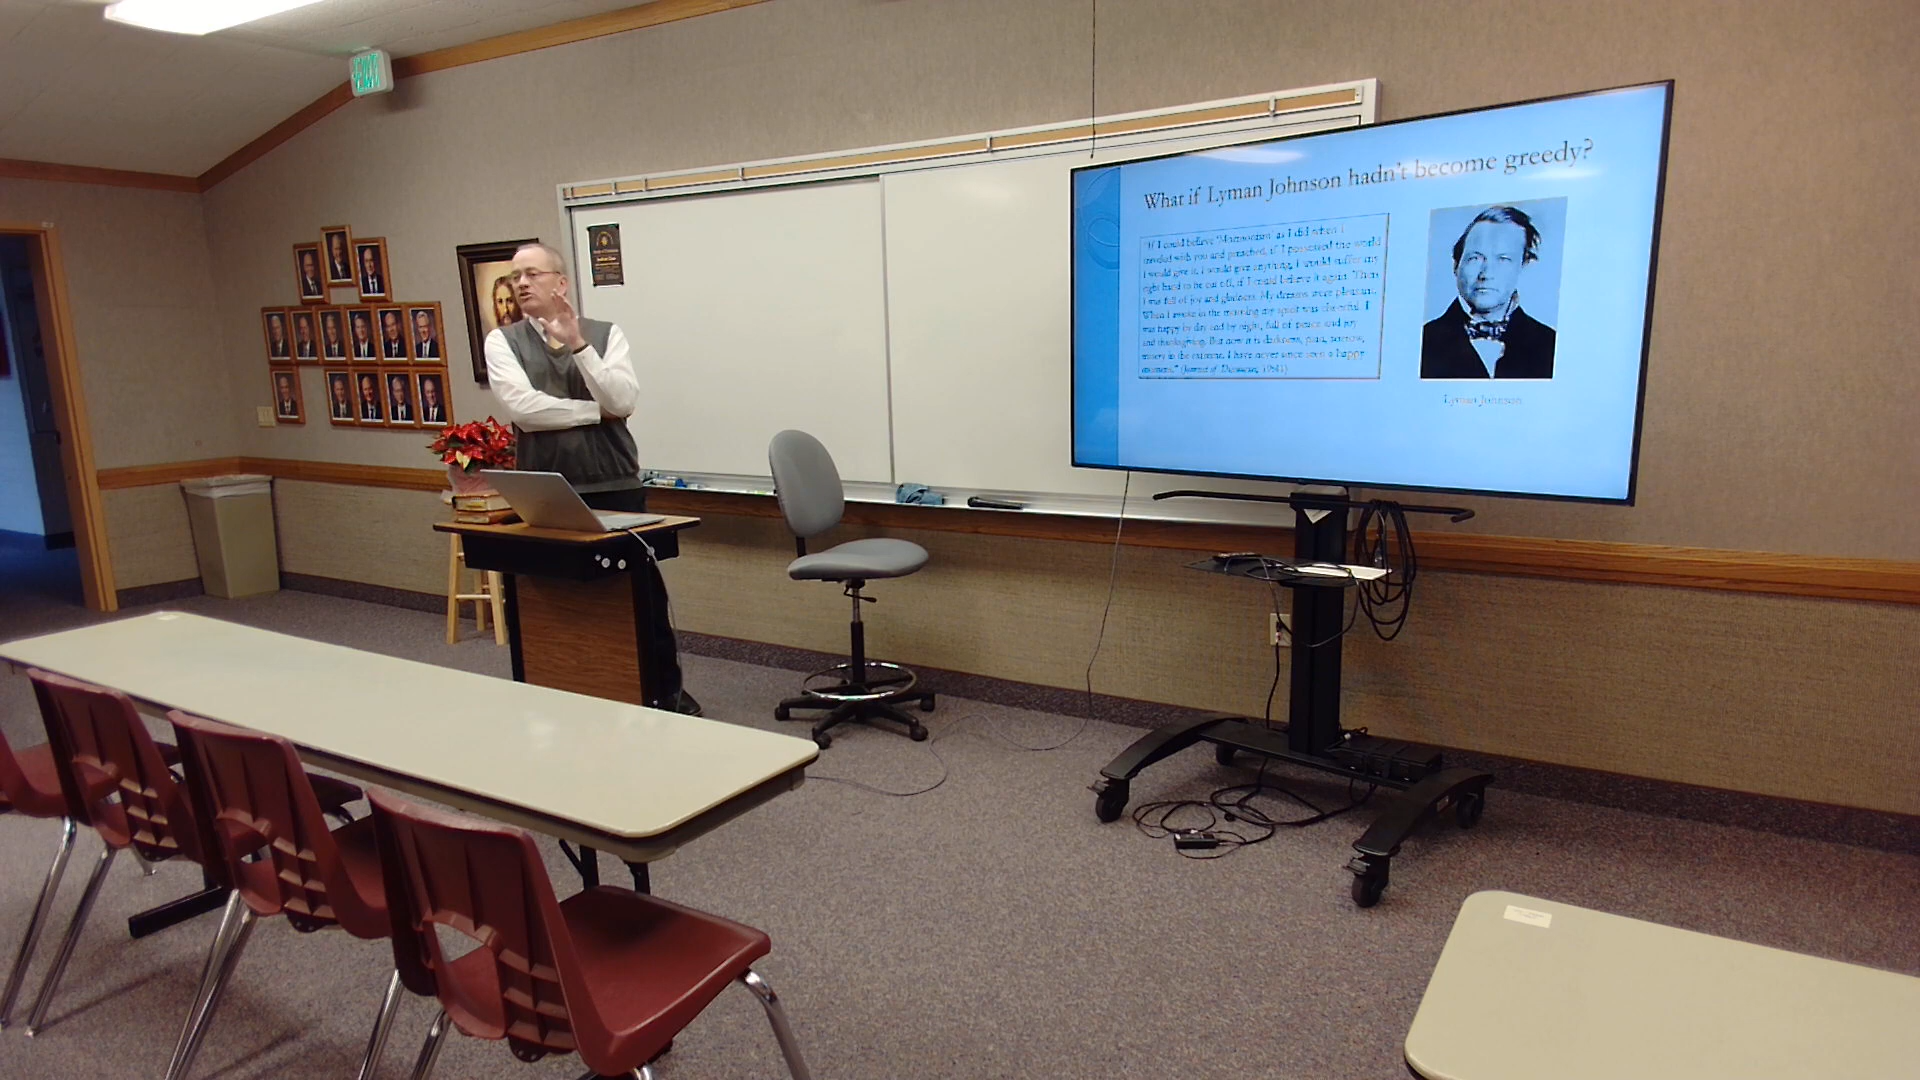 What if Lyman Johnson hadn't become greedy?
"If I could believe 'Mormonism' as I did when I
traveled with you and preached, if I possessed the world
I would give it. I would give anything, I would suffer my
right hand to be cut off, if I could believe it again. Then
I was full of joy and gladness. My dreams were pleasant.
When I awoke in the morning my spirit was cheerful. I
was happy by day and by night, full of peace and joy
and thanksgiving. But now it is darkness, pain, sorrow,
misery in the extreme. I have never since seen a happy
moment." (Journal of Discourses,
Lyman Johnson